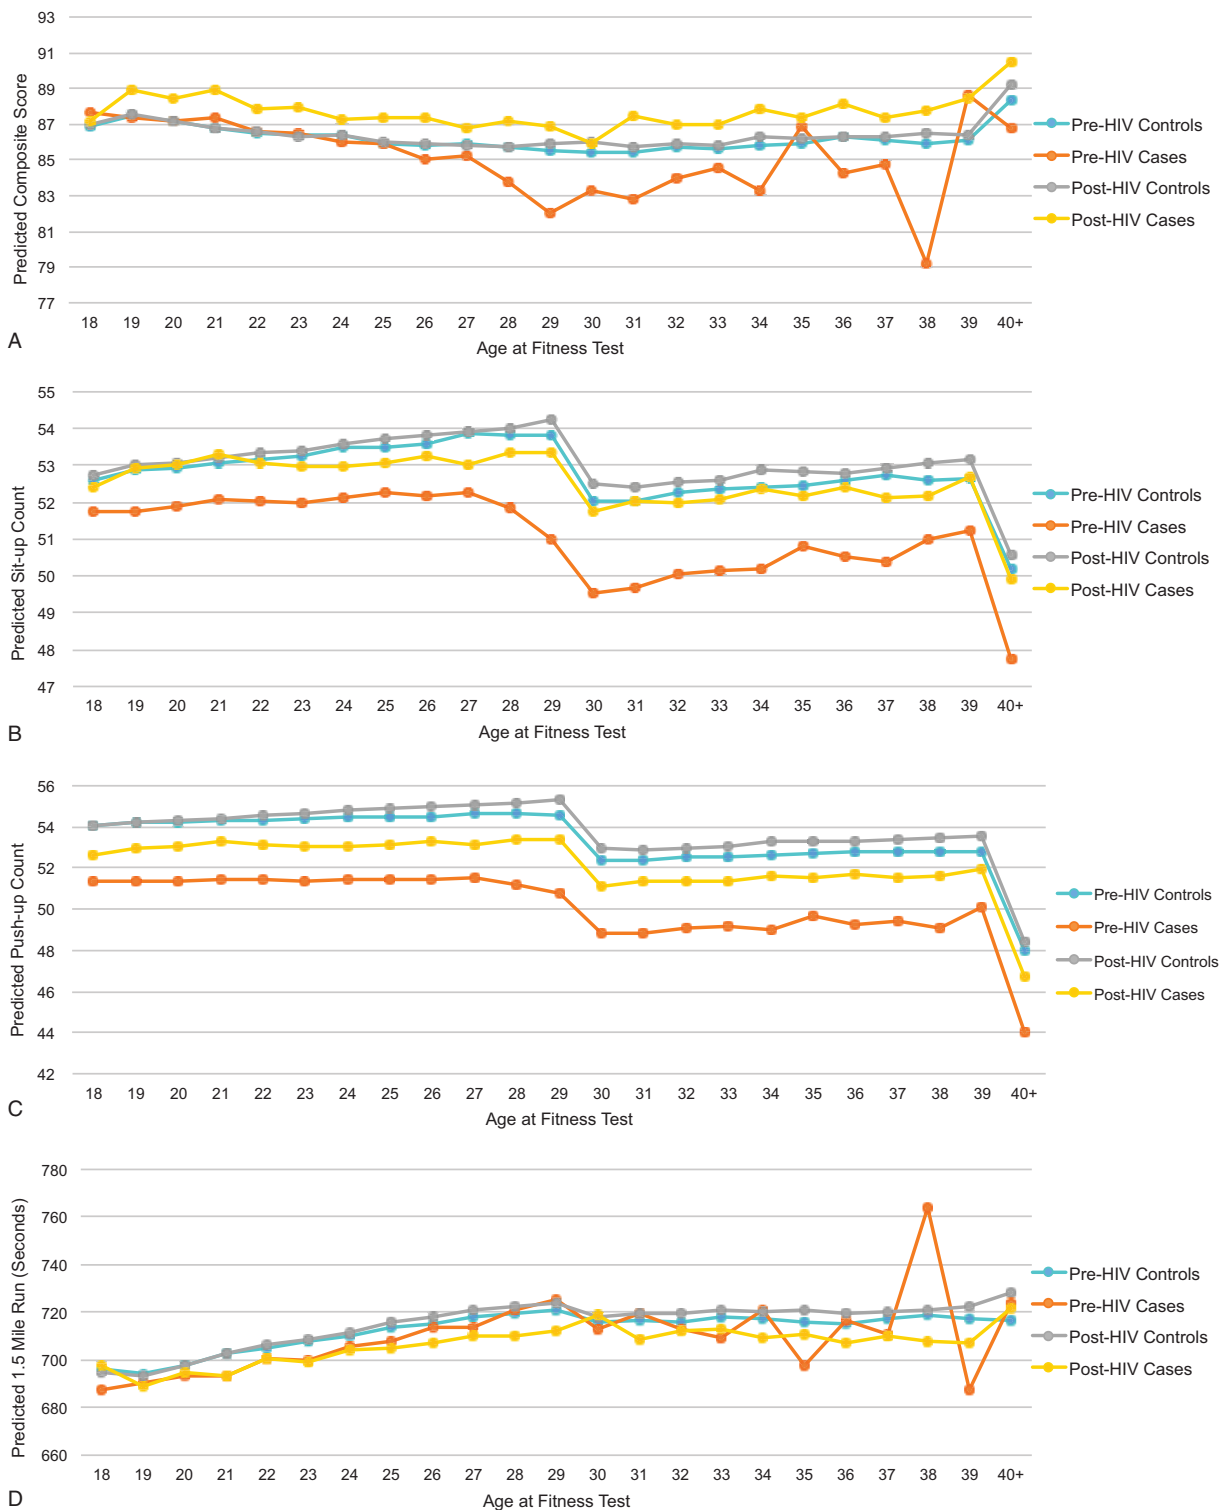 93
91
89
87
85
83
81
79
77
Predicted Composite Score
18 19 20 21 22 23 24 25 26 27 28 29 30 31 32 33 34 35 36 37 38 39 40+
Age at Fitness Test
A
Pre-HIV Controls
Pre-HIV Cases
Post-HIV Controls
Post-HIV Cases
55
54
53
52
51
50
49
48
47
Predicted Sit-up Count
18 19 20 21 22 23 24 25 26 27 28 29 30 31 32 33 34 35 36 37 38 39 40+
Age at Fitness Test
B
Pre-HIV Controls
Pre-HIV Cases
Post-HIV Controls
Post-HIV Cases
56
54
52
50
48
46
44
42
Predicted Push-up Count
18 19 20 21 22 23 24 25 26 27 28 29 30 31 32 33 34 35 36 37 38 39 40+
Age at Fitness Test
C
Pre-HIV Controls
Pre-HIV Cases
Post-HIV Controls
Post-HIV Cases
780
760
740
720
700
680
660
Predicted 1.5 Mile Run (Seconds)
18 19 20 21 22 23 24 25 26 27 28 29 30 31 32 33 34 35 36 37 38 39 40+
Age at Fitness Test
D
Pre-HIV Controls
Pre-HIV Cases
Post-HIV Controls
Post-HIV Cases